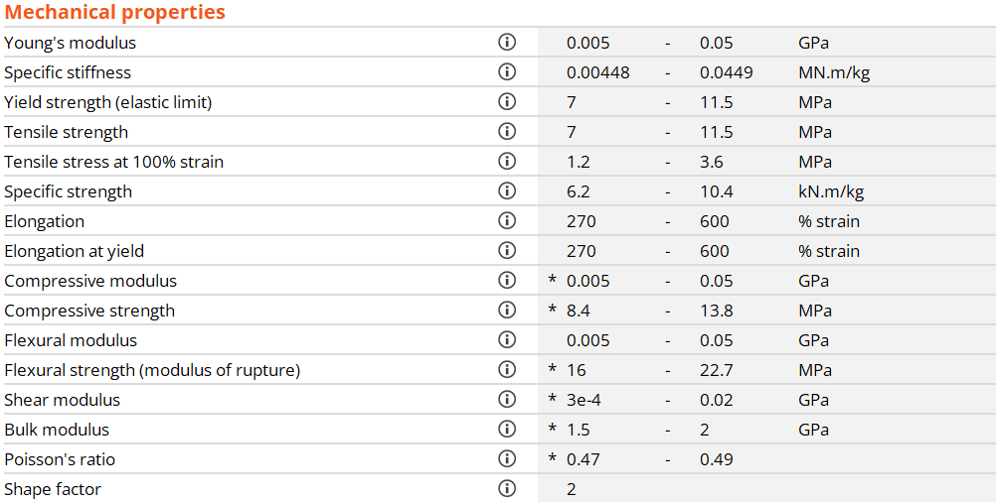 Mechanical properties
Young's modulus 0.005 - 0.05 GPa
Specific stiffness 0.00448 - 0.0449 MN.m/kg
Yield strength (elastic limit) 7 - 11.5 MPa
Tensile strength 7 - 11.5 MPa
Tensile stress at 100% strain 1.2 - 3.6 MPa
Specific strength 6.2 - 10.4 kN.m/kg
Elongation 270 - 600 % strain
Elongation at yield 270 - 600 % strain
Compressive modulus * 0.005 - 0.05 GPa
Compressive strength * 8.4 - 13.8 MPa
Flexural modulus 0.005 - 0.05 GPa
Flexural strength (modulus of rupture) * 16 - 22.7 MPa
Shear modulus * 3e-4 - 0.02 GPa
Bulk modulus * 1.5 - 2 GPa
Poisson's ratio * 0.47 - 0.49
Shape factor 2